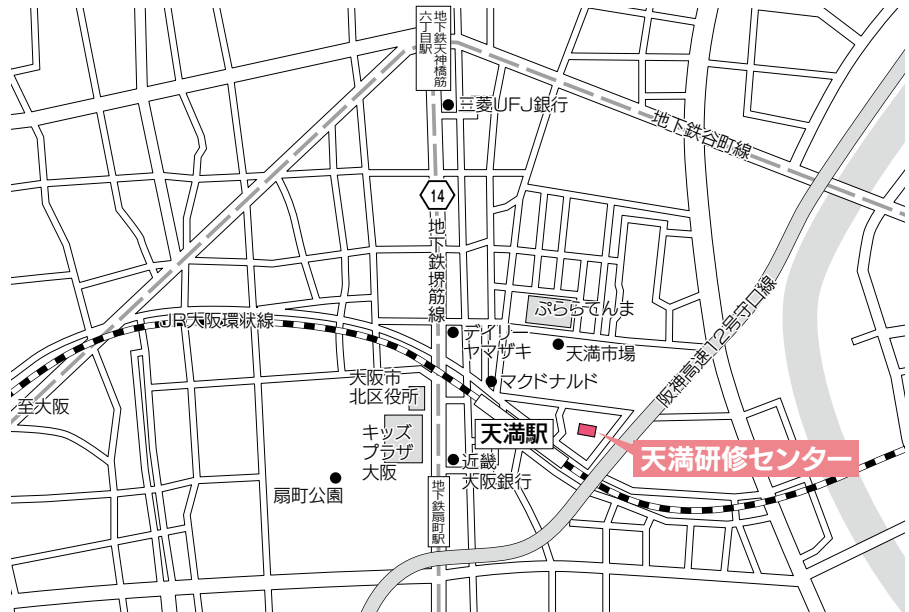 地下鉄天神橋筋
六丁目駅
三菱UFJ銀行
地下鉄谷町線
14
地下鉄堺筋線
阪神高速12号守口線
ぷららてんま
JR大阪環状線
デイリー
ヤマザキ
天満市場
大阪市
北区役所
マクドナルド
至大阪
キッズ
プラザ
大阪
天満駅
天満研修センター
近畿
大阪銀行
扇町公園
地下鉄扇町駅